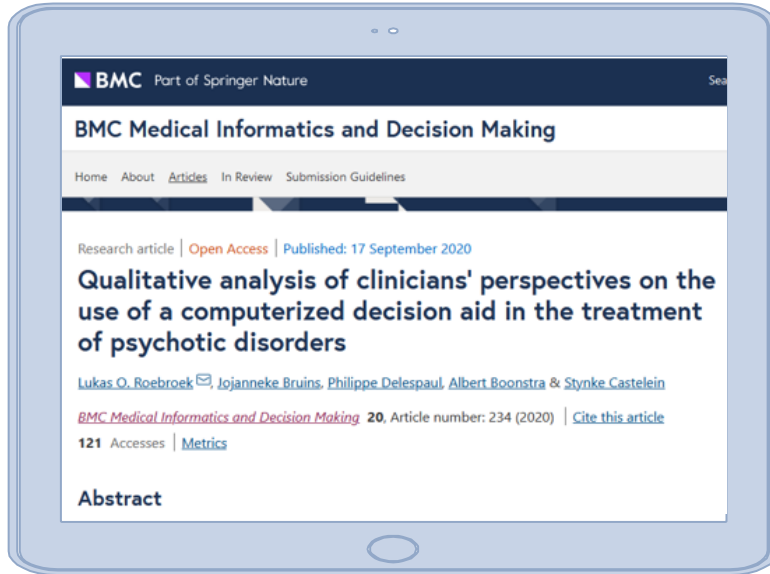 BMC Part of Springer Nature
Sea
BMC Medical Informatics and Decision Making
Home About Articles In Review Submission Guidelines
Research article | Open Access | Published: 17 September 2020
Qualitative analysis of clinicians' perspectives on the
use of a computerized decision aid in the treatment
of psychotic disorders
Lukas O. Roebroek, Jojanneke Bruins, Philippe Delespaul, Albert Boonstra & Stynke Castelein
BMC Medical Informatics and Decision Making 20, Article number: 234 (2020) | Cite this article
121 Accesses | Metrics
Abstract